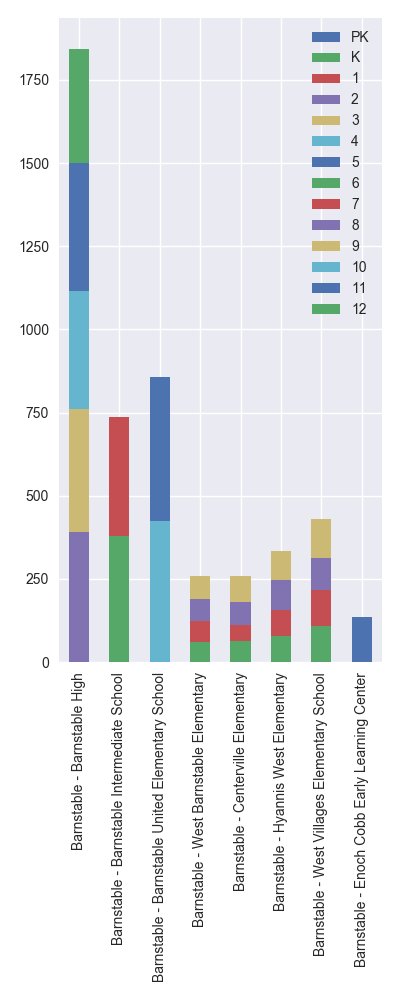 1750
1500
1250
1000
750
500
250
0
PK
K
1
2
3
4
5
6
7
8
9
10
11
12
Barnstable - Barnstable High
Barnstable - Barnstable Intermediate School
Barnstable - Barnstable United Elementary School
Barnstable - West Barnstable Elementary
Barnstable - Centerville Elementary
Barnstable - Hyannis West Elementary
Barnstable - West Villages Elementary School
Barnstable - Enoch Cobb Early Learning Center